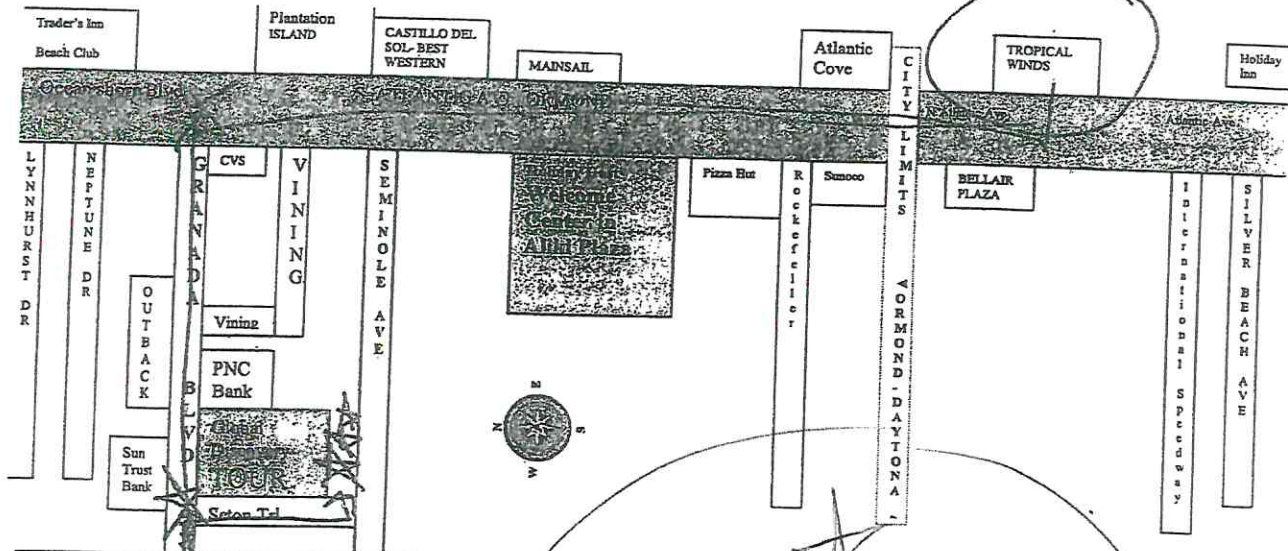 Trader's Inn
Beach Club
Plantation
ISLAND
CASTILLO DEL
SOL- BEST
WESTERN
MAINSAIL
Atlantic
Cove
CITY LIMITS
TROPICAL
WINDS
Holiday
Inn
Oceanshore Blvd
LYNNHURST DR
NEPTUNE DR
GRANADA BLVD
CVS
VINING
SEMINOLE AVE
Welcome
Center in
Pizza Hut
Rockefeller
Sunoco
BELLAIR
PLAZA
International Speedway
SILVER BEACH AVE
ORMOND-DAYTONA
OUTBACK
Vining
PNC
Bank
Global
TOUR
Sun
Trust
Bank
Seton Trl
N
E
S
W